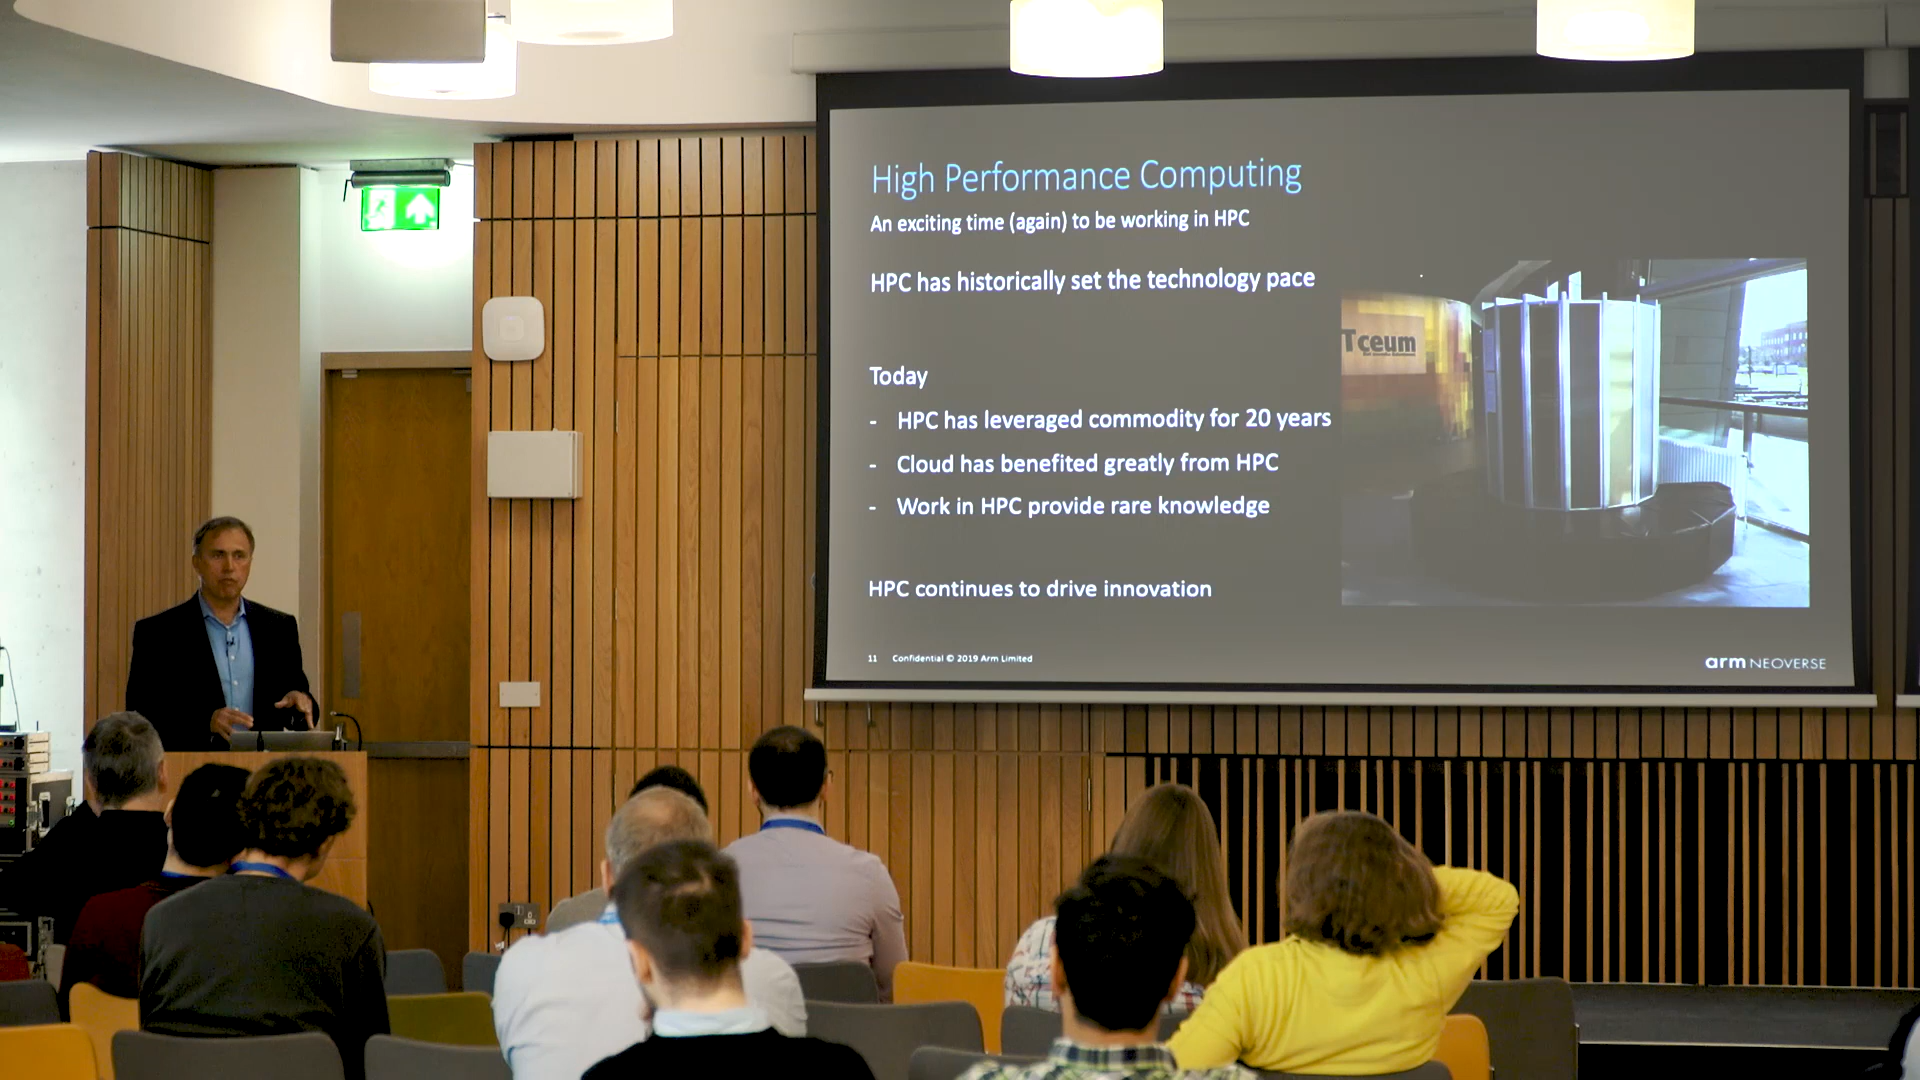 High Performance Computing
An exciting time (again) to be working in HPC
HPC has historically set the technology pace
Tceum
Today
- HPC has leveraged commodity for 20 years
- Cloud has benefited greatly from HPC
- Work in HPC provide rare knowledge
HPC continues to drive innovation
11 Confidential © 2019 Arm Limited
arm NEOVERSE